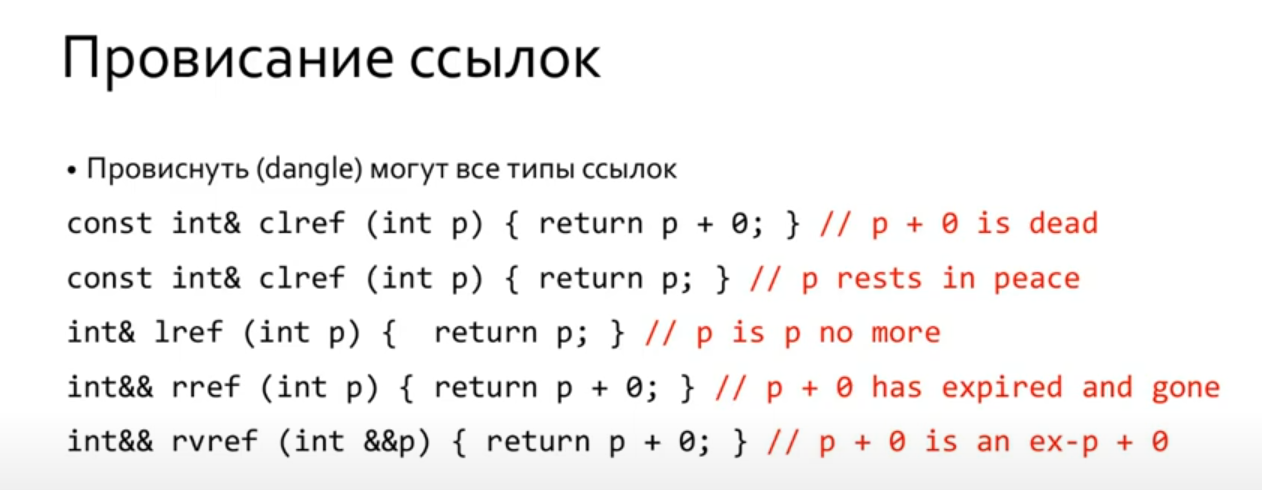 Провисание ссылок
• Провиснуть (dangle) могут все типы ссылок
const int& clref (int p) { return p + 0; } // p + 0 is dead
const int& clref (int p) { return p; } // p rests in peace
int& lref (int p) {  return p; } // p is p no more
int&& rref (int p) { return p + 0; } // p + 0 has expired and gone
int&& rvref (int &&p) { return p + 0; } // p + 0 is an ex-p + 0